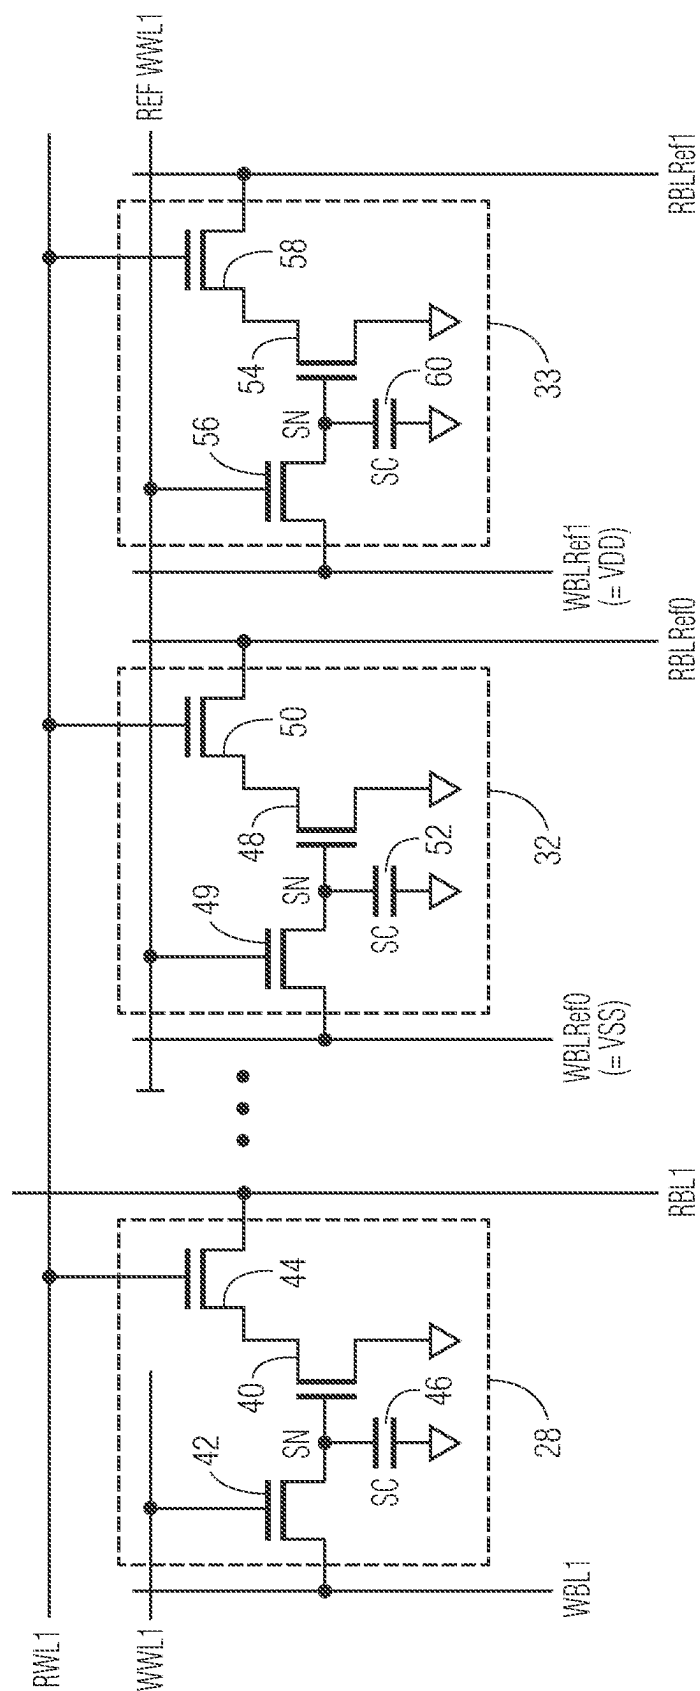 RWL1
WWL1
REF WWL1
42
SN
40
44
SC
46
28
WBL1
RBL1
49
SN
48
50
SC
52
32
WBLRef0
(= VSS)
RBLRef0
56
SN
54
58
SC
60
33
WBLRef1
(= VDD)
RBLRef1